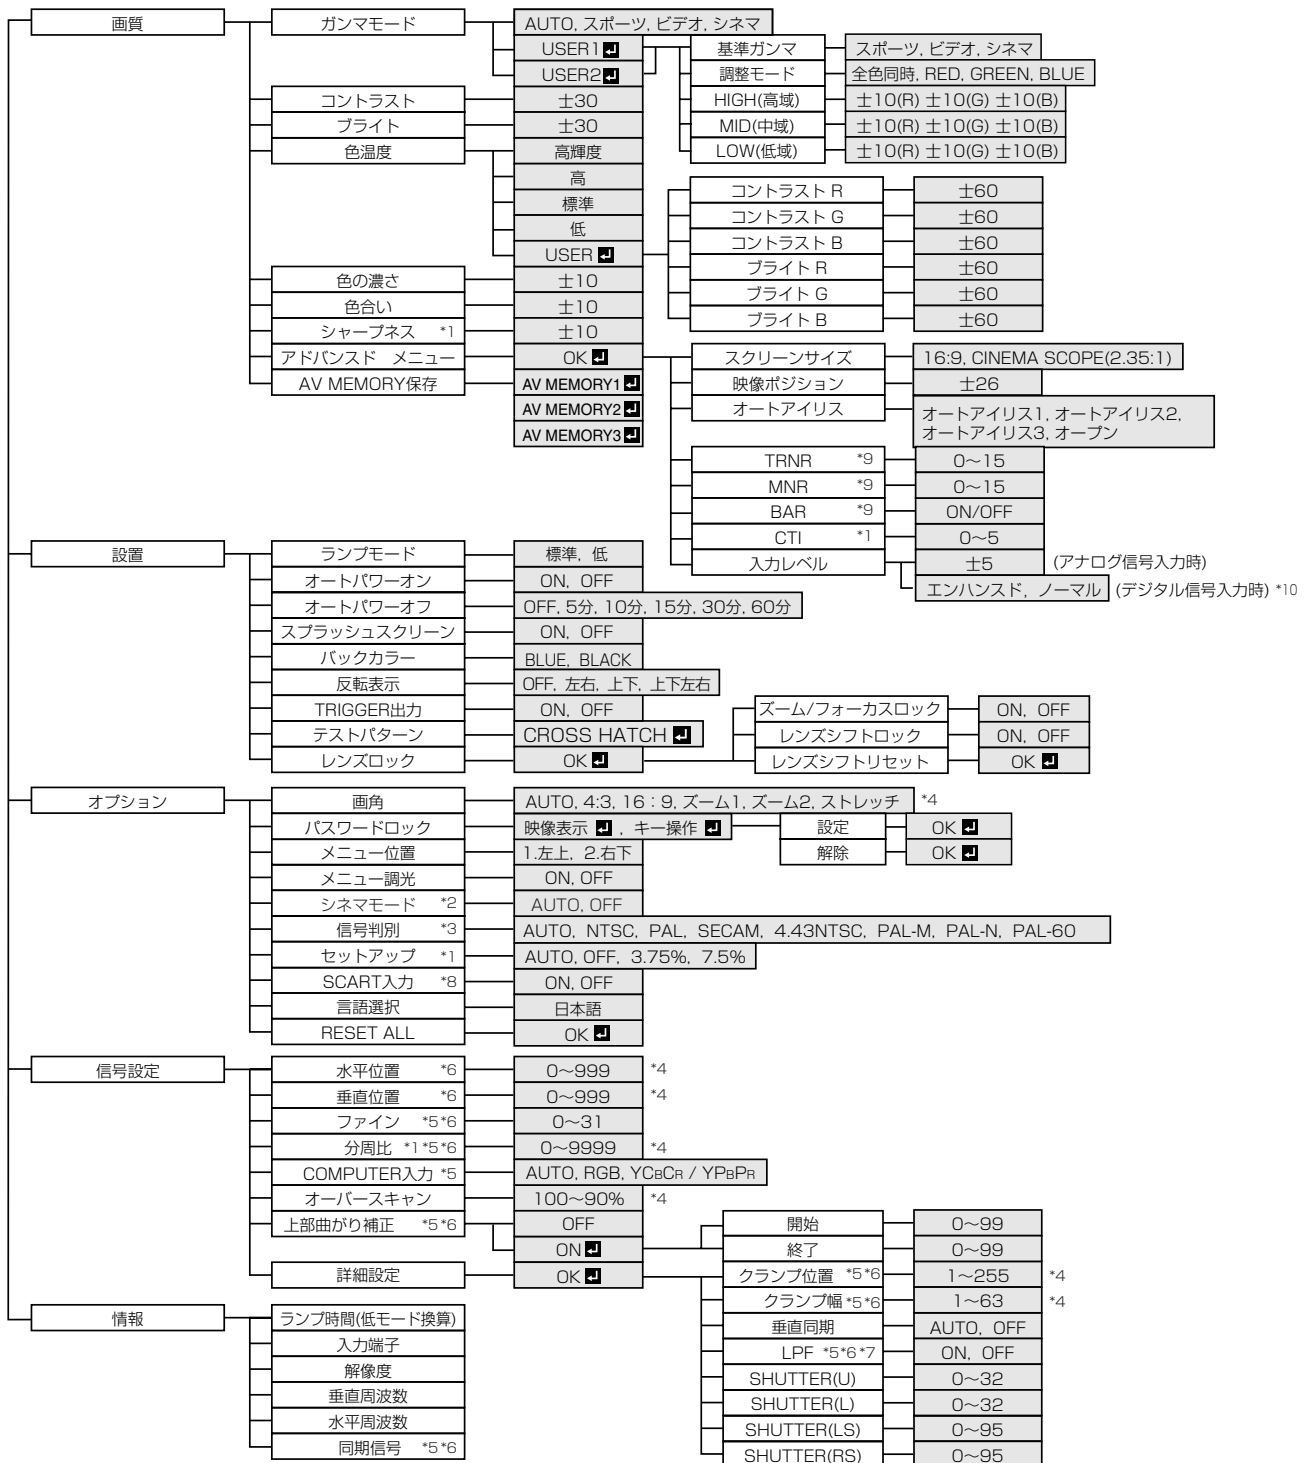 画質 ガンマモード AUTO, スポーツ, ビデオ, シネマ
USER1 基準ガンマ スポーツ, ビデオ, シネマ
USER2 調整モード 全色同時, RED, GREEN, BLUE
コントラスト ±30 HIGH(高域) ±10(R) ±10(G) ±10(B)
ブライト ±30 MID(中域) ±10(R) ±10(G) ±10(B)
色温度 高輝度 LOW(低域) ±10(R) ±10(G) ±10(B)
高 コントラスト R ±60
標準 コントラスト G ±60
低 コントラスト B ±60
USER ブライト R ±60
色の濃さ ±10 ブライト G ±60
色合い ±10 ブライト B ±60
シャープネス *1 ±10
アドバンスド メニュー OK スクリーンサイズ 16:9, CINEMA SCOPE(2.35:1)
AV MEMORY保存 AV MEMORY1 映像ポジション ±26
AV MEMORY2 オートアイリス オートアイリス1, オートアイリス2,
オートアイリス3, オープン
AV MEMORY3
TRNR *9 0〜15
MNR *9 0〜15
BAR *9 ON/OFF
CTI *1 0〜5
設置 ランプモード 標準, 低 入力レベル ±5 (アナログ信号入力時)
オートパワーオン ON, OFF エンハンスド, ノーマル (デジタル信号入力時) *10
オートパワーオフ OFF, 5分, 10分, 15分, 30分, 60分
スプラッシュスクリーン ON, OFF
バックカラー BLUE, BLACK
反転表示 OFF, 左右, 上下, 上下左右
TRIGGER出力 ON, OFF ズーム/フォーカスロック ON, OFF
テストパターン CROSS HATCH レンズシフトロック ON, OFF
レンズロック OK レンズシフトリセット OK
オプション 画角 AUTO, 4:3, 16：9, ズーム1, ズーム2, ストレッチ *4
パスワードロック 映像表示 , キー操作 設定 OK
メニュー位置 1.左上, 2.右下 解除 OK
メニュー調光 ON, OFF
シネマモード *2 AUTO, OFF
信号判別 *3 AUTO, NTSC, PAL, SECAM, 4.43NTSC, PAL-M, PAL-N, PAL-60
セットアップ *1 AUTO, OFF, 3.75%, 7.5%
SCART入力 *8 ON, OFF
言語選択 日本語
RESET ALL OK
信号設定 水平位置 *6 0〜999 *4
垂直位置 *6 0〜999 *4
ファイン *5*6 0〜31
分周比 *1*5*6 0〜9999 *4
COMPUTER入力 *5 AUTO, RGB, YCBCR / YPBPR
オーバースキャン 100〜90% *4
上部曲がり補正 *5*6 OFF 開始 0〜99
ON 終了 0〜99
詳細設定 OK クランプ位置 *5*6 1〜255 *4
クランプ幅 *5*6 1〜63 *4
情報 ランプ時間(低モード換算) 垂直同期 AUTO, OFF
入力端子 LPF *5*6*7 ON, OFF
解像度 SHUTTER(U) 0〜32
垂直周波数 SHUTTER(L) 0〜32
水平周波数 SHUTTER(LS) 0〜95
同期信号 *5*6 SHUTTER(RS) 0〜95